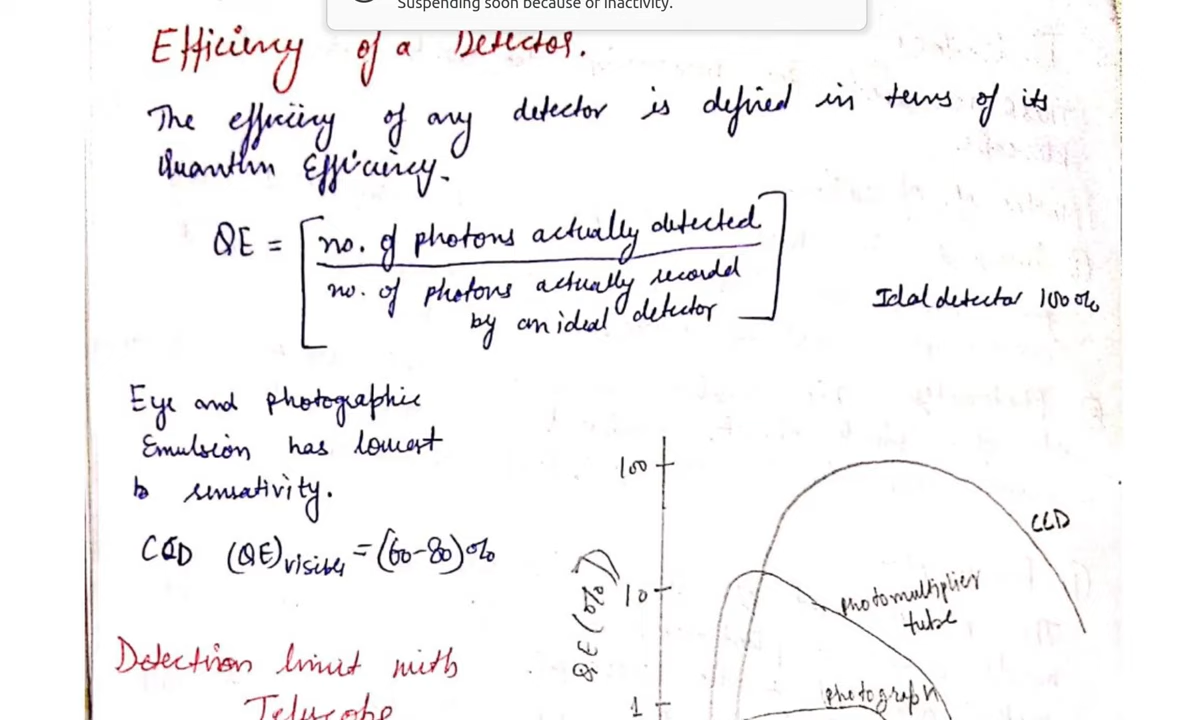 Suspending soon because of inactivity.
Efficiency of a Detector.
The efficiency of any detector is defined in terms of its
Quantum Efficiency.
QE = [no. of photons actually detected
no. of photons actually recorded
by an ideal detector]
Ideal detector 100%
Eye and photographic
Emulsion has lowest
sensativity.
CCD (QE)visible = (60-80)%
100
CCD
10
photomultiplier
tube
QE (%)
Detection limit with
Telescope
photograph
1